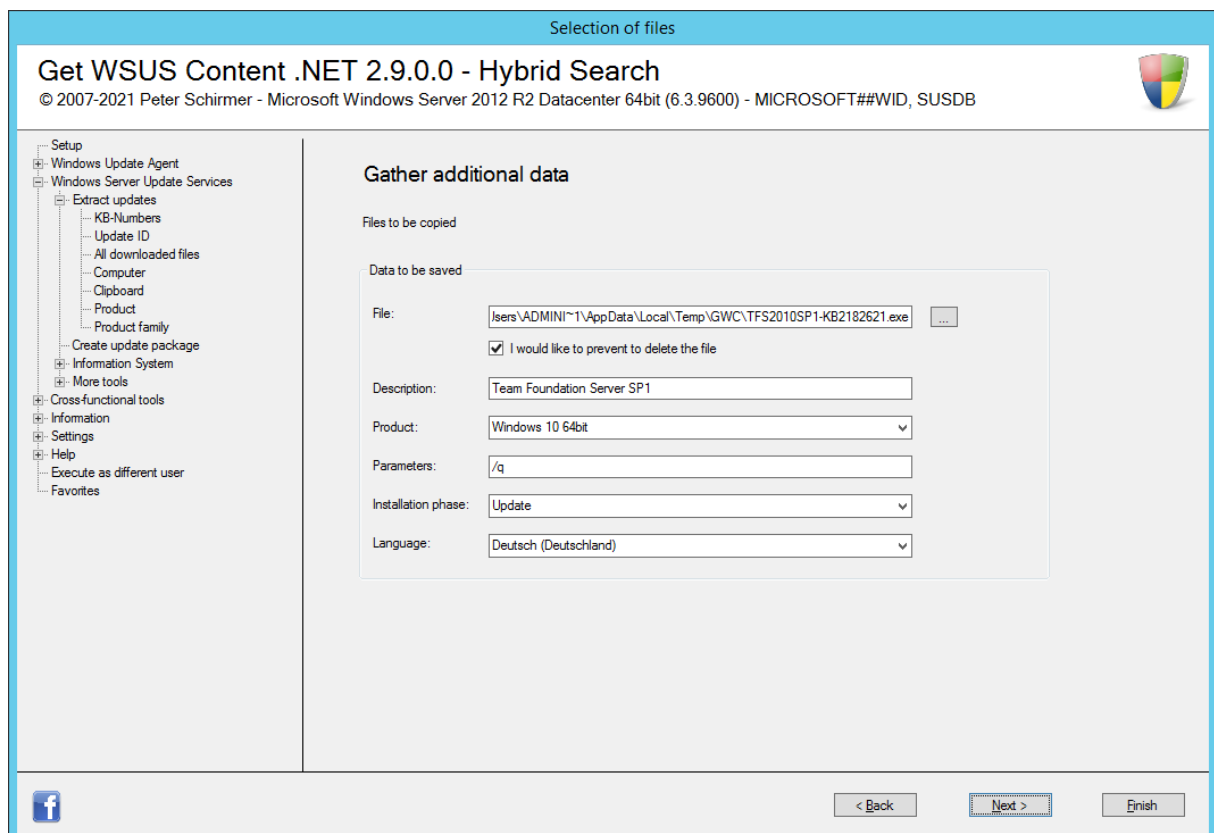 Selection of files
Get WSUS Content .NET 2.9.0.0 - Hybrid Search
© 2007-2021 Peter Schirmer - Microsoft Windows Server 2012 R2 Datacenter 64bit (6.3.9600) - MICROSOFT##WID, SUSDB
Setup
Windows Update Agent
Windows Server Update Services
Extract updates
KB-Numbers
Update ID
All downloaded files
Computer
Clipboard
Product
Product family
Create update package
Information System
More tools
Cross-functional tools
Information
Settings
Help
Execute as different user
Favorites
Gather additional data
Files to be copied
Data to be saved
File: Jsers\ADMINI~1\AppData\Local\Temp\GWC\TFS2010SP1-KB2182621.exe ...
I would like to prevent to delete the file
Description: Team Foundation Server SP1
Product: Windows 10 64bit
Parameters: /q
Installation phase: Update
Language: Deutsch (Deutschland)
f
< Back Next > Finish